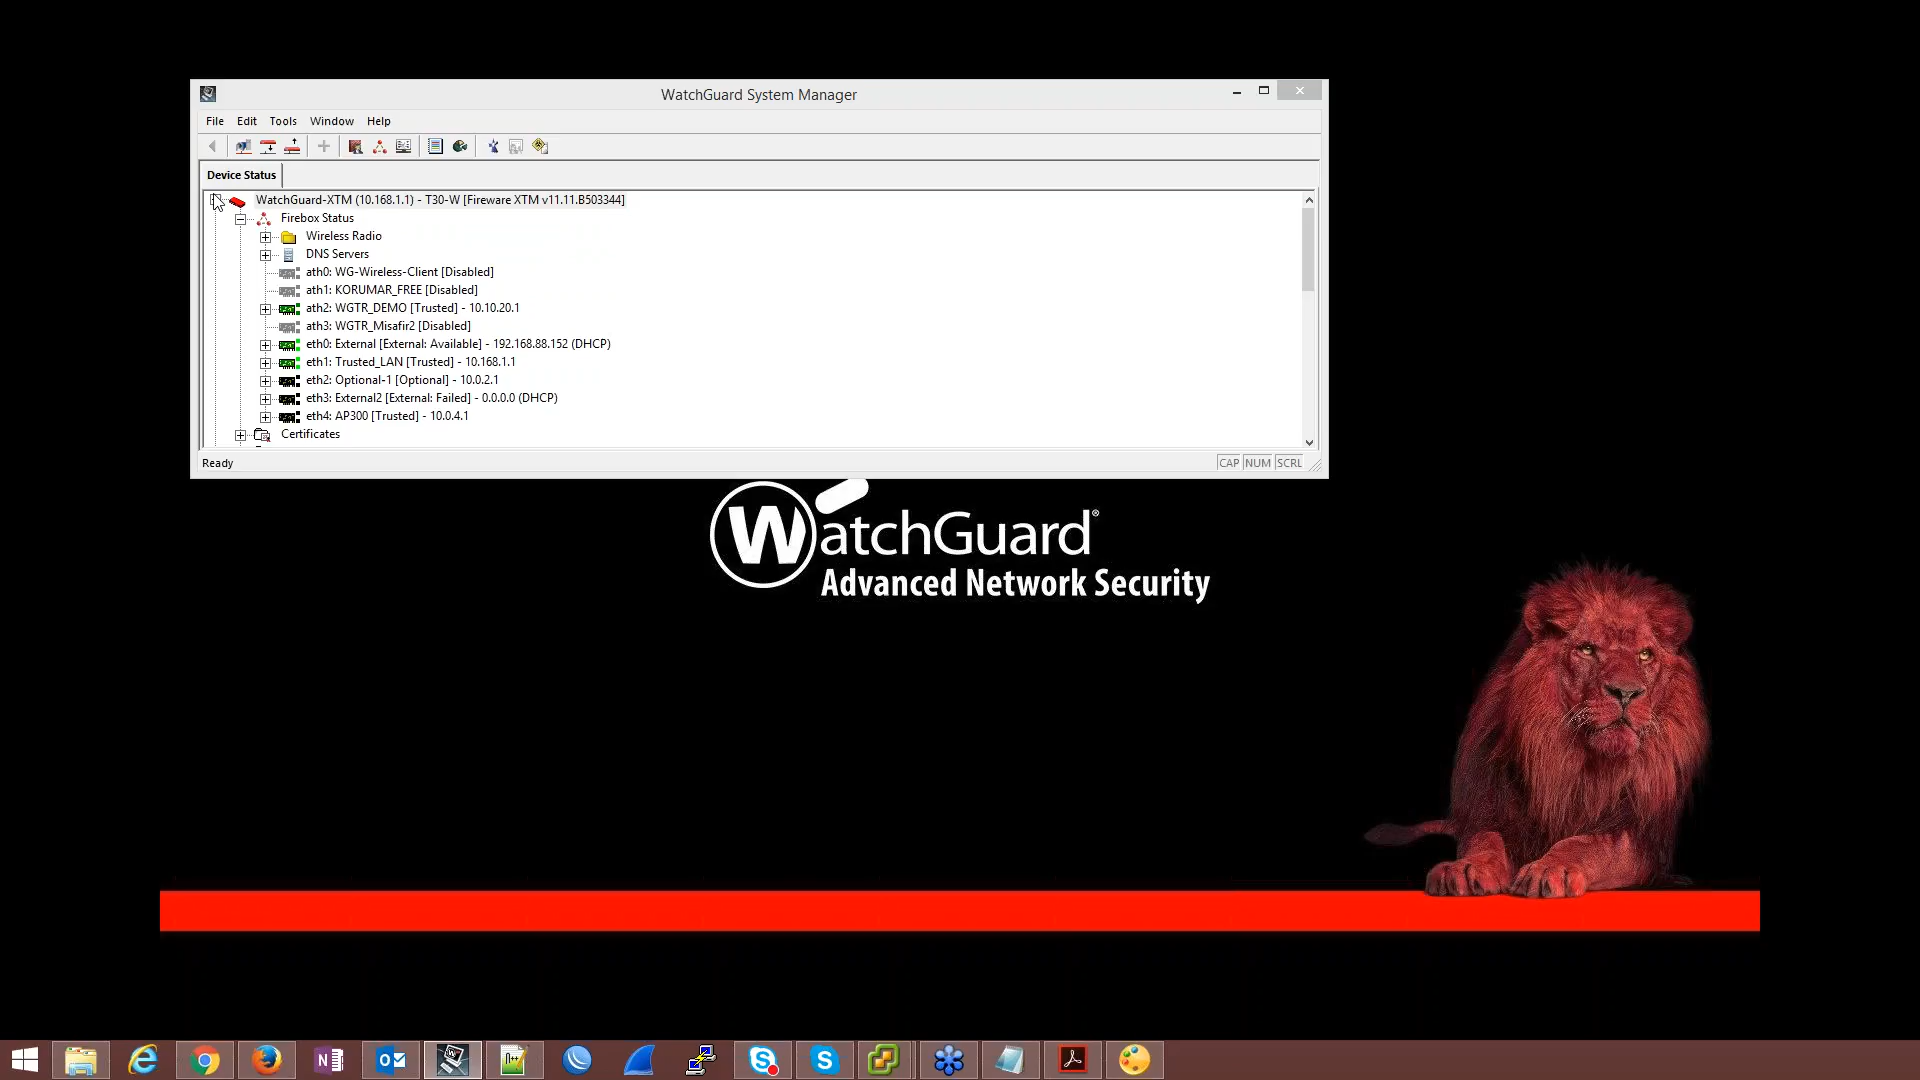 WatchGuard System Manager
File Edit Tools Window Help
Device Status
WatchGuard-XTM (10.168.1.1) - T30-W [Fireware XTM v11.11.B503344]
Firebox Status
Wireless Radio
DNS Servers
ath0: WG-Wireless-Client [Disabled]
ath1: KORUMAR_FREE [Disabled]
ath2: WGTR_DEMO [Trusted] - 10.10.20.1
ath3: WGTR_Misafir2 [Disabled]
eth0: External [External: Available] - 192.168.88.152 (DHCP)
eth1: Trusted_LAN [Trusted] - 10.168.1.1
eth2: Optional-1 [Optional] - 10.0.2.1
eth3: External2 [External: Failed] - 0.0.0.0 (DHCP)
eth4: AP300 [Trusted] - 10.0.4.1
Certificates
Ready CAP NUM SCRL
WatchGuard®
Advanced Network Security